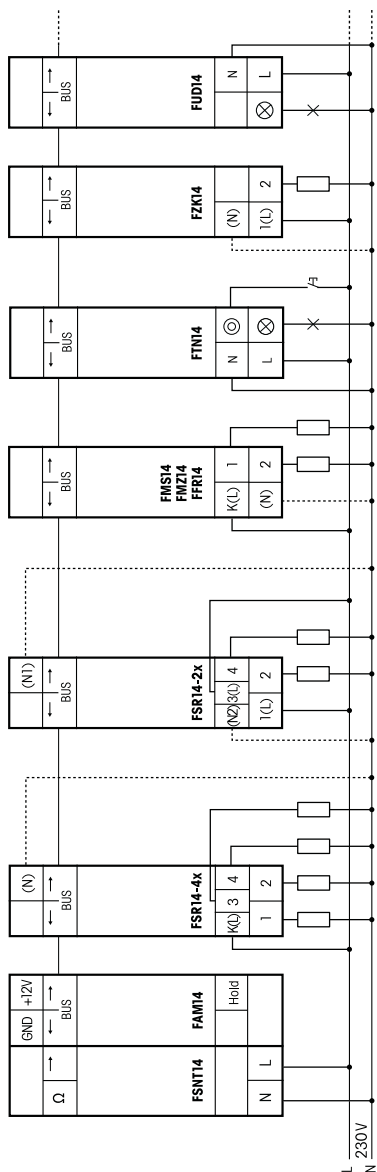 Ω →
FSNT14
N L
GND +12V
← →
BUS
FAM14
Hold
(N)
← →
BUS
FSR14-4x
K(L) 3 4
1 2
(N1)
← →
BUS
FSR14-2x
(N2) 3(L) 4
1(L) 2
← →
BUS
FMS14
FMZ14
FFR14
K(L) 1
(N) 2
← →
BUS
FTN14
N
L
← →
BUS
FZK14
(N)
1(L) 2
← →
BUS
FUD14
N
L
L
230V
N